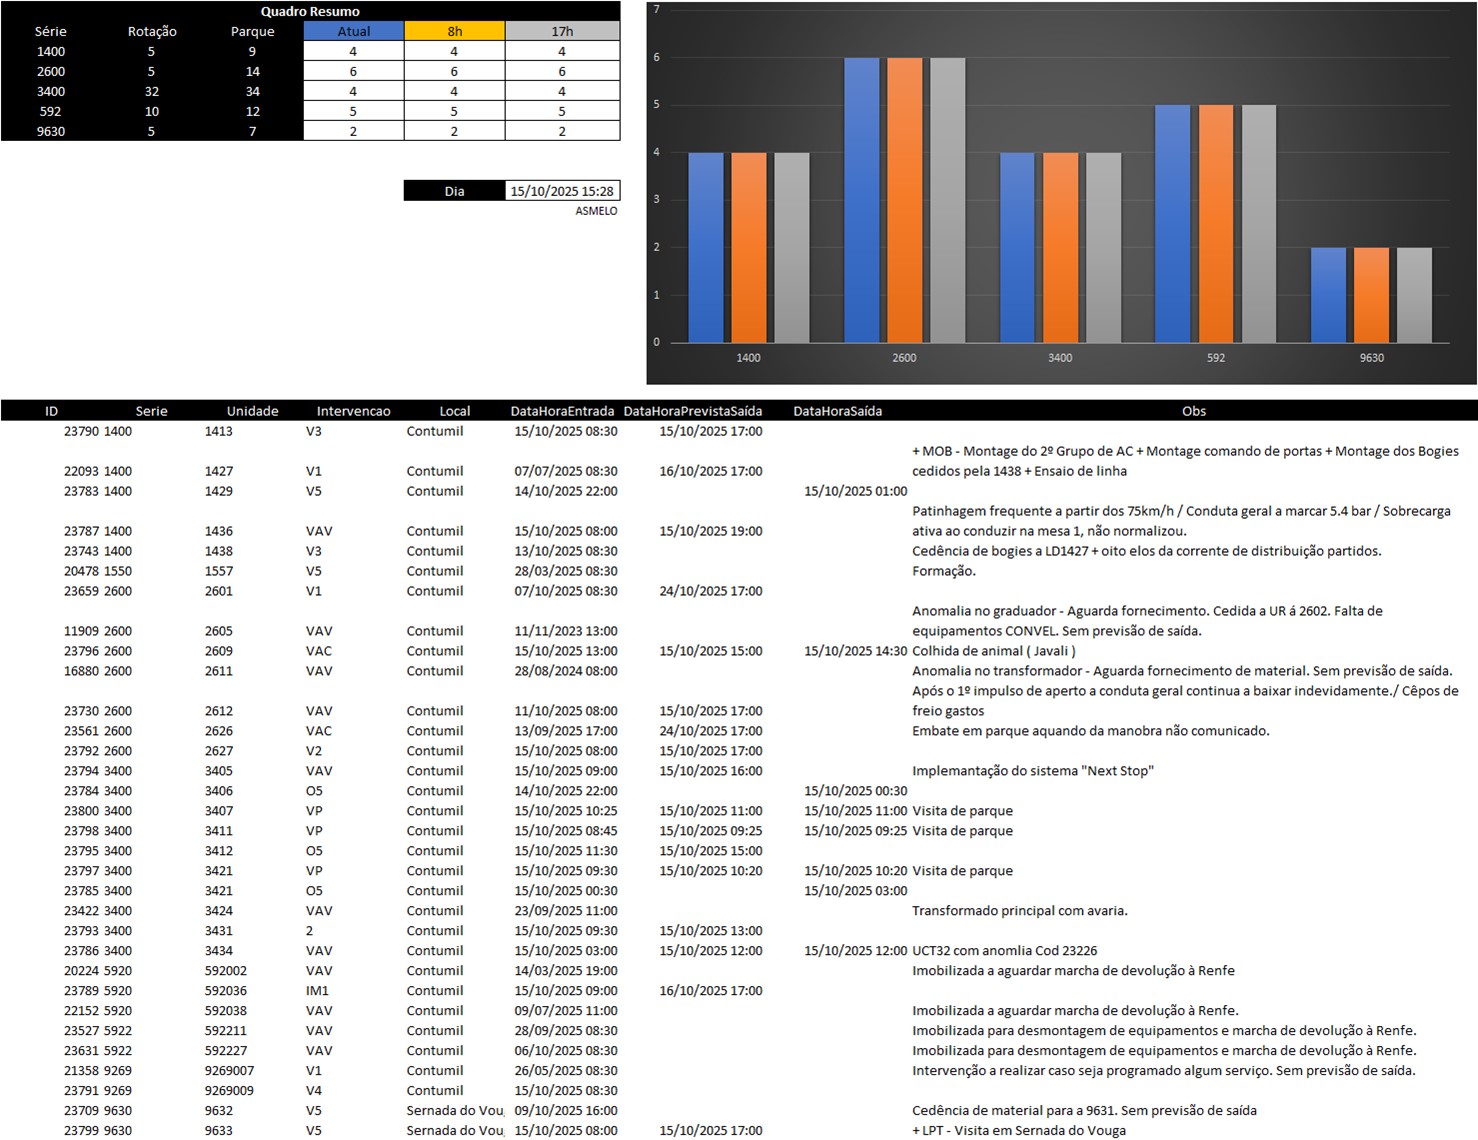 Quadro Resumo
Série Rotação Parque Atual 8h 17h
1400 5 9 4 4 4
2600 5 14 6 6 6
3400 32 34 4 4 4
592 10 12 5 5 5
9630 5 7 2 2 2
Dia 15/10/2025 15:28
ASMELO
7
6
5
4
3
2
1
0
1400 2600 3400 592 9630
ID Serie Unidade Intervencao Local DataHoraEntrada DataHoraPrevistaSaída DataHoraSaída Obs
23790 1400 1413 V3 Contumil 15/10/2025 08:30 15/10/2025 17:00
+ MOB - Montage do 2º Grupo de AC + Montage comando de portas + Montage dos Bogies
22093 1400 1427 V1 Contumil 07/07/2025 08:30 16/10/2025 17:00 cedidos pela 1438 + Ensaio de linha
23783 1400 1429 V5 Contumil 14/10/2025 22:00 15/10/2025 01:00
Patinhagem frequente a partir dos 75km/h / Conduta geral a marcar 5.4 bar / Sobrecarga
23787 1400 1436 VAV Contumil 15/10/2025 08:00 15/10/2025 19:00 ativa ao conduzir na mesa 1, não normalizou.
23743 1400 1438 V3 Contumil 13/10/2025 08:30 Cedência de bogies a LD1427 + oito elos da corrente de distribuição partidos.
20478 1550 1557 V5 Contumil 28/03/2025 08:30 Formação.
23659 2600 2601 V1 Contumil 07/10/2025 08:30 24/10/2025 17:00
Anomalia no graduador - Aguarda fornecimento. Cedida a UR á 2602. Falta de
11909 2600 2605 VAV Contumil 11/11/2023 13:00 equipamentos CONVEL. Sem previsão de saída.
23796 2600 2609 VAC Contumil 15/10/2025 13:00 15/10/2025 15:00 15/10/2025 14:30 Colhida de animal ( Javali )
16880 2600 2611 VAV Contumil 28/08/2024 08:00 Anomalia no transformador - Aguarda fornecimento de material. Sem previsão de saída.
Após o 1º impulso de aperto a conduta geral continua a baixar indevidamente./ Cêpos de
23730 2600 2612 VAV Contumil 11/10/2025 08:00 15/10/2025 17:00 freio gastos
23561 2600 2626 VAC Contumil 13/09/2025 17:00 24/10/2025 17:00 Embate em parque aquando da manobra não comunicado.
23792 2600 2627 V2 Contumil 15/10/2025 08:00 15/10/2025 17:00
23794 3400 3405 VAV Contumil 15/10/2025 09:00 15/10/2025 16:00 Implemantação do sistema "Next Stop"
23784 3400 3406 O5 Contumil 14/10/2025 22:00 15/10/2025 00:30
23800 3400 3407 VP Contumil 15/10/2025 10:25 15/10/2025 11:00 15/10/2025 11:00 Visita de parque
23798 3400 3411 VP Contumil 15/10/2025 08:45 15/10/2025 09:25 15/10/2025 09:25 Visita de parque
23795 3400 3412 O5 Contumil 15/10/2025 11:30 15/10/2025 15:00
23797 3400 3421 VP Contumil 15/10/2025 09:30 15/10/2025 10:20 15/10/2025 10:20 Visita de parque
23785 3400 3421 O5 Contumil 15/10/2025 00:30 15/10/2025 03:00
23422 3400 3424 VAV Contumil 23/09/2025 11:00 Transformado principal com avaria.
23793 3400 3431 2 Contumil 15/10/2025 09:30 15/10/2025 13:00
23786 3400 3434 VAV Contumil 15/10/2025 03:00 15/10/2025 12:00 15/10/2025 12:00 UCT32 com anomlia Cod 23226
20224 5920 592002 VAV Contumil 14/03/2025 19:00 Imobilizada a aguardar marcha de devolução à Renfe
23789 5920 592036 IM1 Contumil 15/10/2025 09:00 16/10/2025 17:00
22152 5920 592038 VAV Contumil 09/07/2025 11:00 Imobilizada a aguardar marcha de devolução à Renfe.
23527 5922 592211 VAV Contumil 28/09/2025 08:30 Imobilizada para desmontagem de equipamentos e marcha de devolução à Renfe.
23631 5922 592227 VAV Contumil 06/10/2025 08:30 Imobilizada para desmontagem de equipamentos e marcha de devolução à Renfe.
21358 9269 9269007 V1 Contumil 26/05/2025 08:30 Intervenção a realizar caso seja programado algum serviço. Sem previsão de saída.
23791 9269 9269009 V4 Contumil 15/10/2025 08:30
23709 9630 9632 V5 Sernada do Voug 09/10/2025 16:00 Cedência de material para a 9631. Sem previsão de saída
23799 9630 9633 V5 Sernada do Voug 15/10/2025 08:00 15/10/2025 17:00 + LPT - Visita em Sernada do Vouga